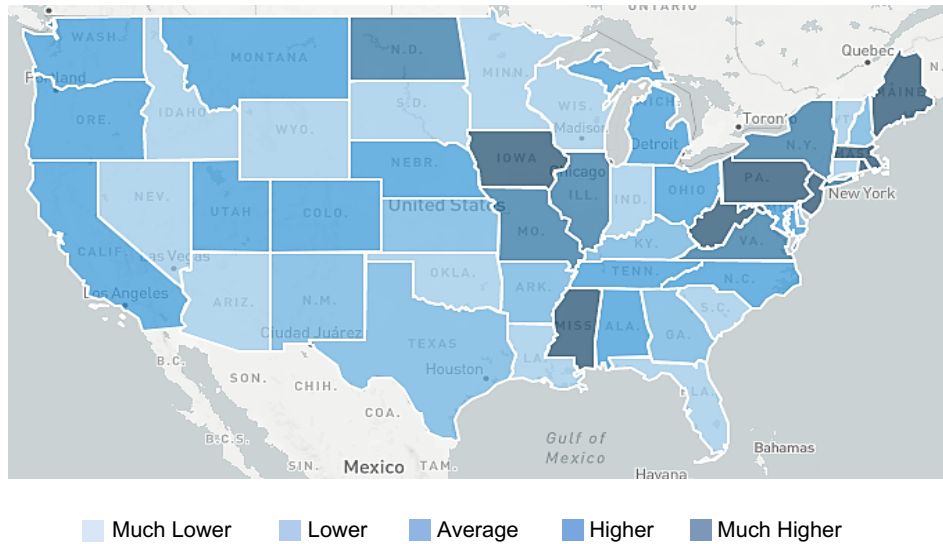 ONTARIO
WASH.
MONTANA
N.D.
MINN.
Quebec
N.
Portland
MAINE
ORE.
IDAHO
S.D.
WIS.
MICH.
Toronto
VT.
WYO.
Madison
N.Y.
MASS.
Detroit
IOWA
Chicago
NEBR.
PA.
New York
NEV.
UTAH
COLO.
United States
ILL.
IND.
OHIO
CALIF.
MO.
KY.
VA.
Las Vegas
Los Angeles
OKLA.
TENN.
N.C.
ARIZ.
N.M.
ARK.
S.C.
Ciudad Juárez
MISS.
ALA.
GA.
TEXAS
LA.
Houston
FLA.
B.C.
SON.
CHIH.
COA.
B.C.S.
Gulf of
Mexico
Bahamas
SIN.
Mexico
TAM.
Havana
Much Lower
Lower
Average
Higher
Much Higher